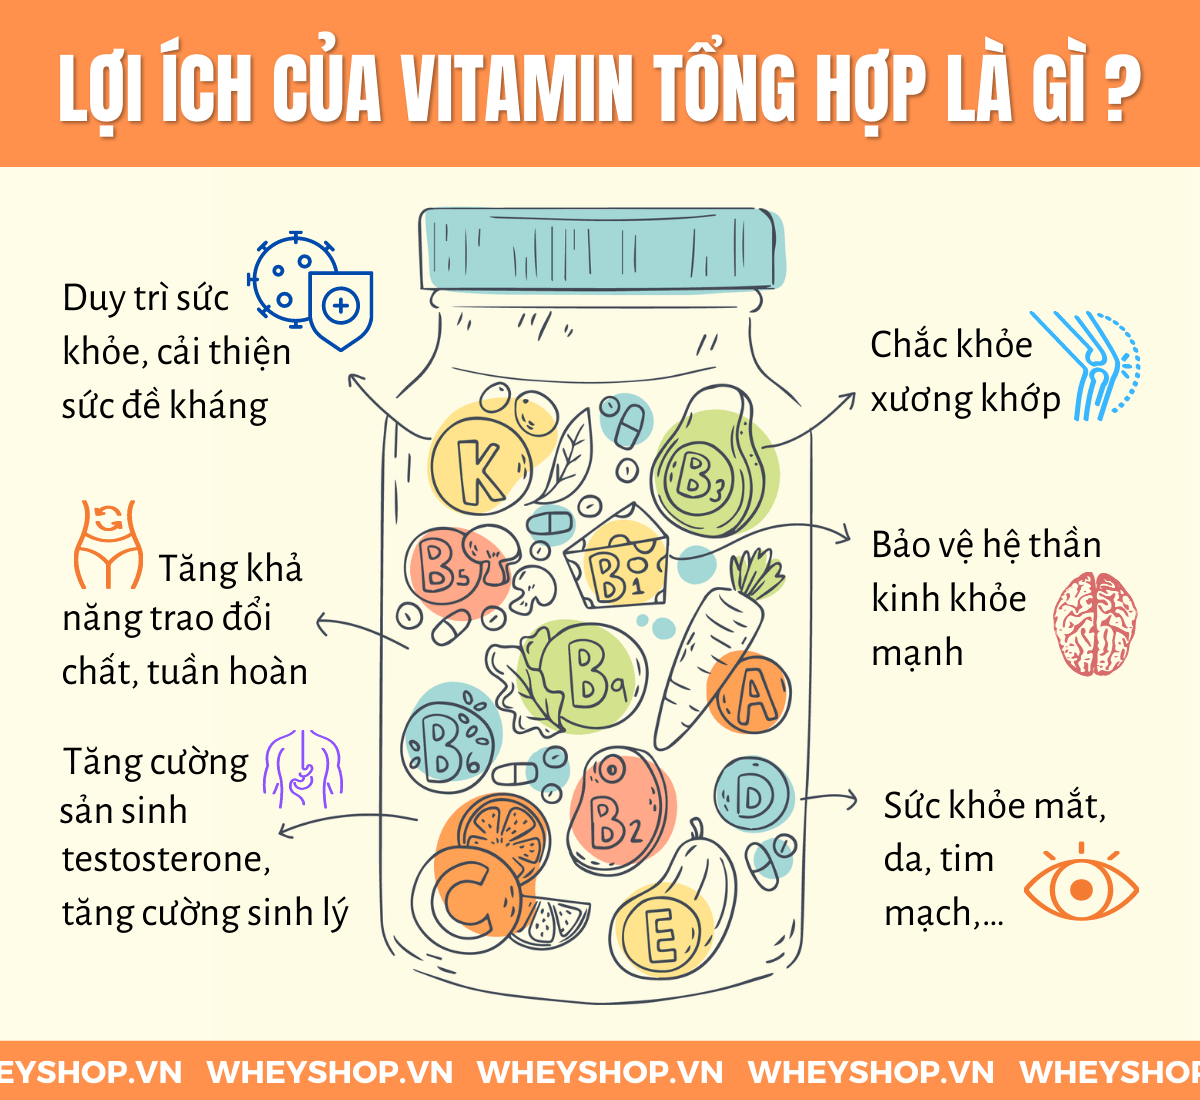 LỢI ÍCH CỦA VITAMIN TỔNG HỢP LÀ GÌ ?
Duy trì sức
khỏe, cải thiện
sức đề kháng
Tăng khả
năng trao đổi
chất, tuần hoàn
Tăng cường
sản sinh
testosterone,
tăng cường sinh lý
K
B3
B5
B1
B9
A
B6
B2
D
C
E
Chắc khỏe
xương khớp
Bảo vệ hệ thần
kinh khỏe
mạnh
Sức khỏe mắt,
da, tim
mạch,...
HEYSHOP.VN WHEYSHOP.VN WHEYSHOP.VN WHEYSHOP.VN WHEYSHOP